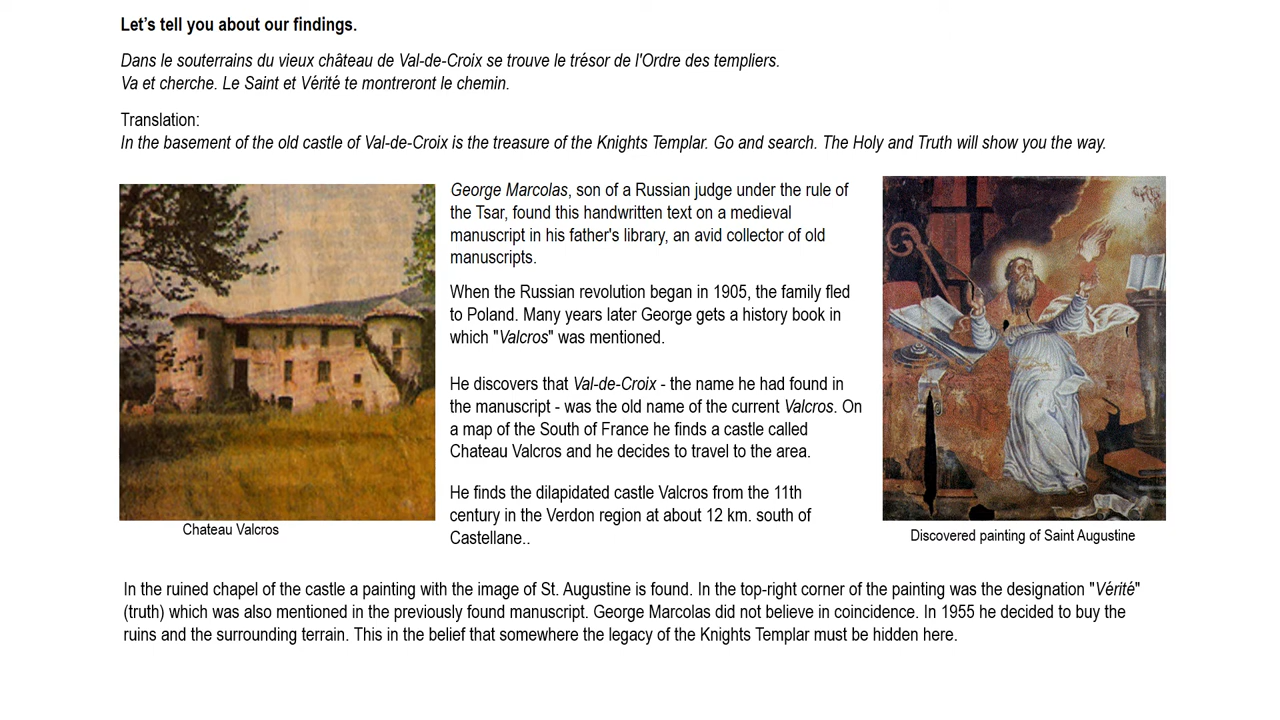 Let's tell you about our findings.
Dans le souterrains du vieux château de Val-de-Croix se trouve le trésor de l'Ordre des templiers.
Va et cherche. Le Saint et Vérité te montreront le chemin.
Translation:
In the basement of the old castle of Val-de-Croix is the treasure of the Knights Templar. Go and search. The Holy and Truth will show you the way.
George Marcolas, son of a Russian judge under the rule of
the Tsar, found this handwritten text on a medieval
manuscript in his father's library, an avid collector of old
manuscripts.
When the Russian revolution began in 1905, the family fled
to Poland. Many years later George gets a history book in
which "Valcros" was mentioned.
He discovers that Val-de-Croix - the name he had found in
the manuscript - was the old name of the current Valcros. On
a map of the South of France he finds a castle called
Chateau Valcros and he decides to travel to the area.
He finds the dilapidated castle Valcros from the 11th
century in the Verdon region at about 12 km. south of
Castellane..
Chateau Valcros
Discovered painting of Saint Augustine
In the ruined chapel of the castle a painting with the image of St. Augustine is found. In the top-right corner of the painting was the designation "Vérité"
(truth) which was also mentioned in the previously found manuscript. George Marcolas did not believe in coincidence. In 1955 he decided to buy the
ruins and the surrounding terrain. This in the belief that somewhere the legacy of the Knights Templar must be hidden here.